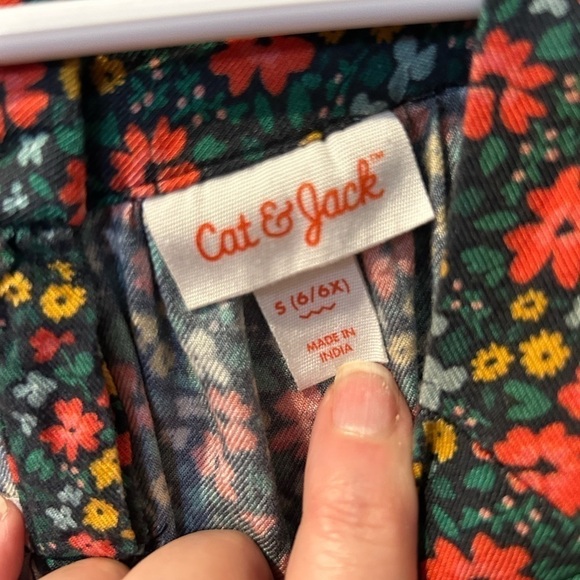 Cat & Jack™
S (6/6X)
MADE IN
INDIA